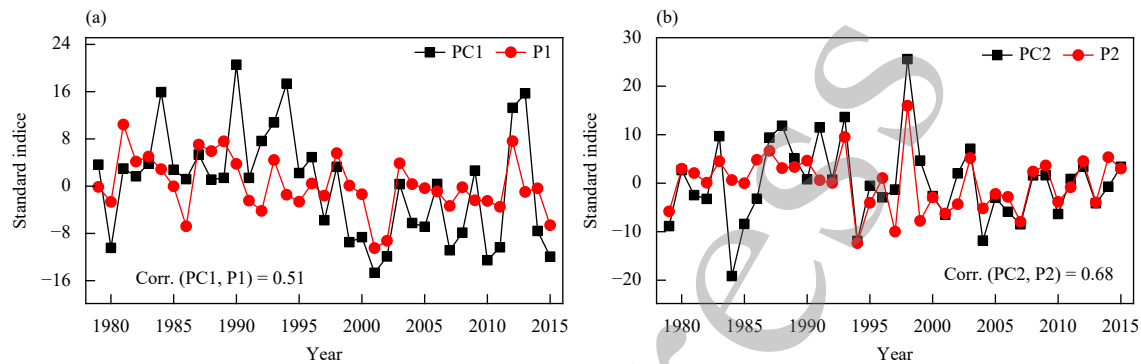 (a)
24
16
8
0
−8
−16
Standard indice
PC1 P1
Corr. (PC1, P1) = 0.51
1980 1985 1990 1995 2000 2005 2010 2015
Year
(b)
30
20
10
0
−10
−20
Standard indice
PC2 P2
Corr. (PC2, P2) = 0.68
1980 1985 1990 1995 2000 2005 2010 2015
Year